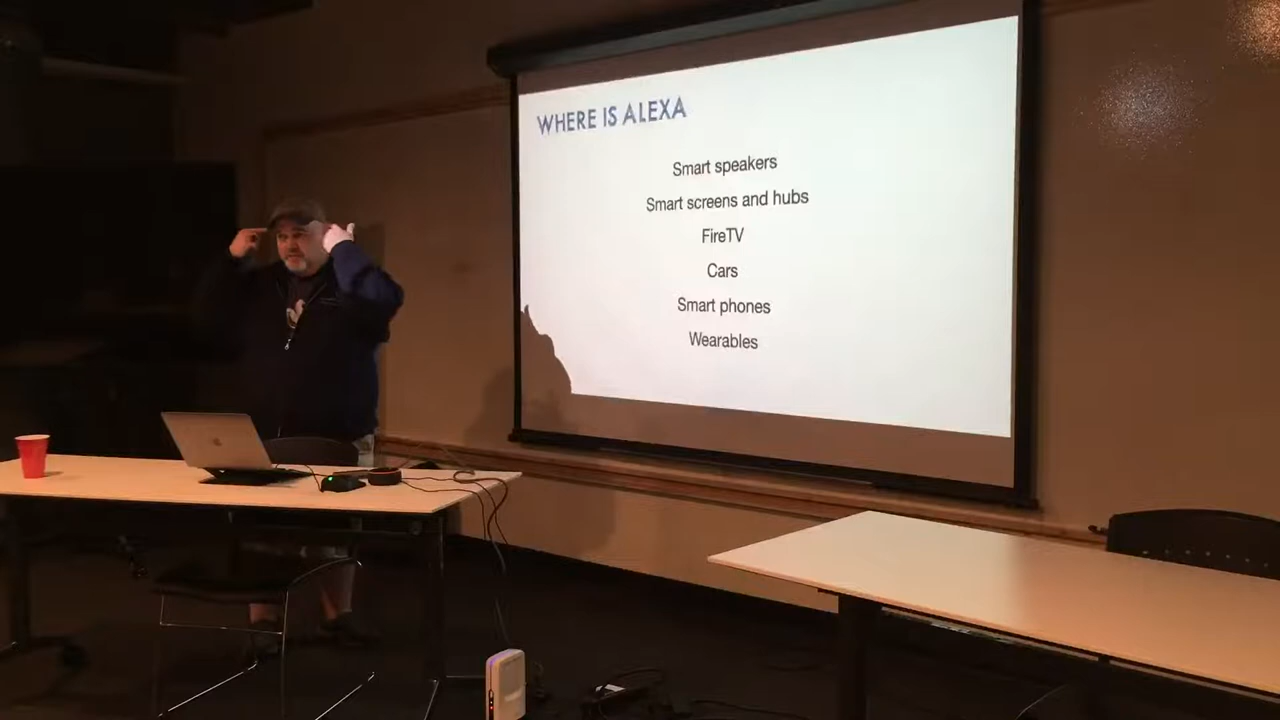 WHERE IS ALEXA
Smart speakers
Smart screens and hubs
FireTV
Cars
Smart phones
Wearables